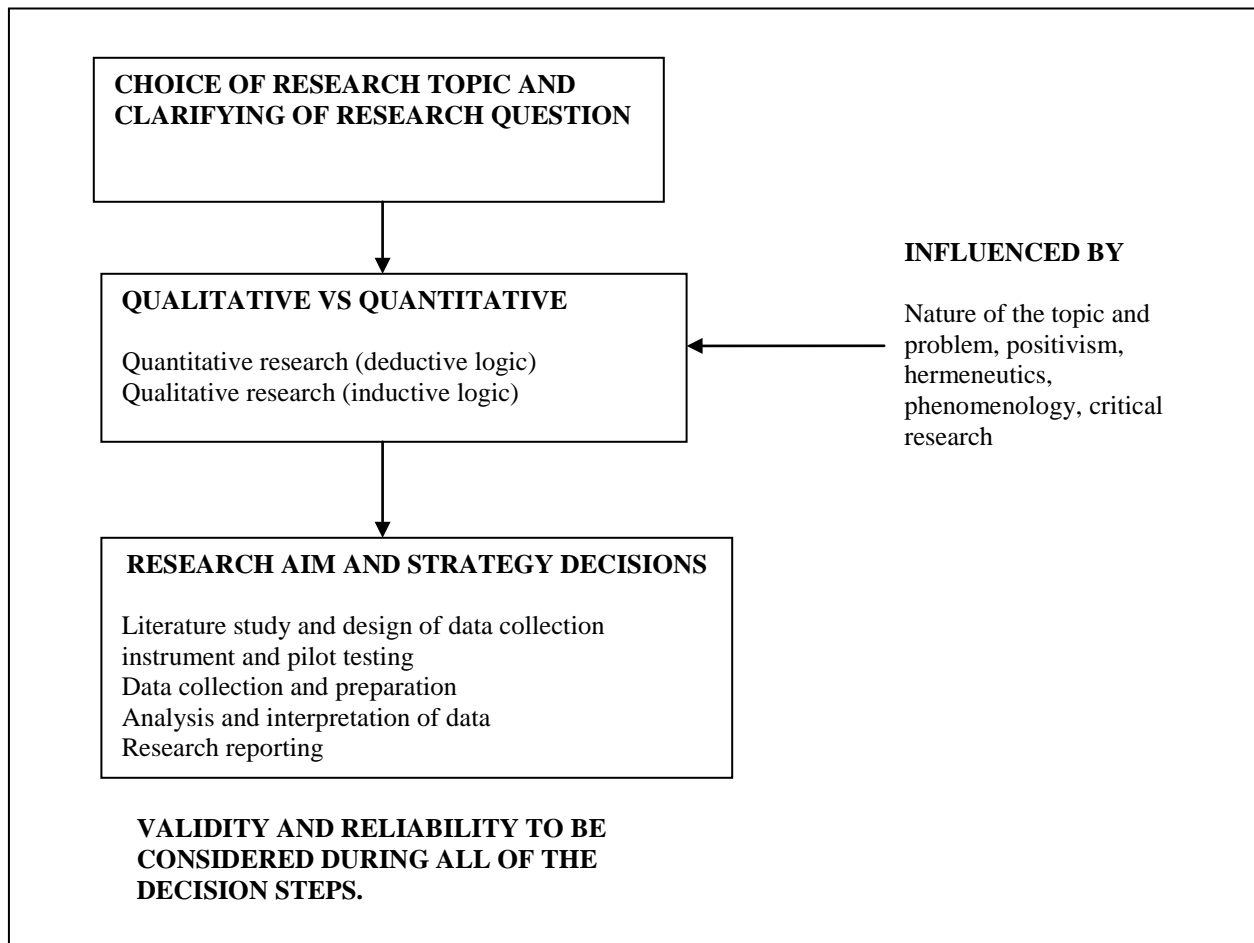 CHOICE OF RESEARCH TOPIC AND
CLARIFYING OF RESEARCH QUESTION
QUALITATIVE VS QUANTITATIVE
Quantitative research (deductive logic)
Qualitative research (inductive logic)
INFLUENCED BY
Nature of the topic and
problem, positivism,
hermeneutics,
phenomenology, critical
research
RESEARCH AIM AND STRATEGY DECISIONS
Literature study and design of data collection
instrument and pilot testing
Data collection and preparation
Analysis and interpretation of data
Research reporting
VALIDITY AND RELIABILITY TO BE
CONSIDERED DURING ALL OF THE
DECISION STEPS.